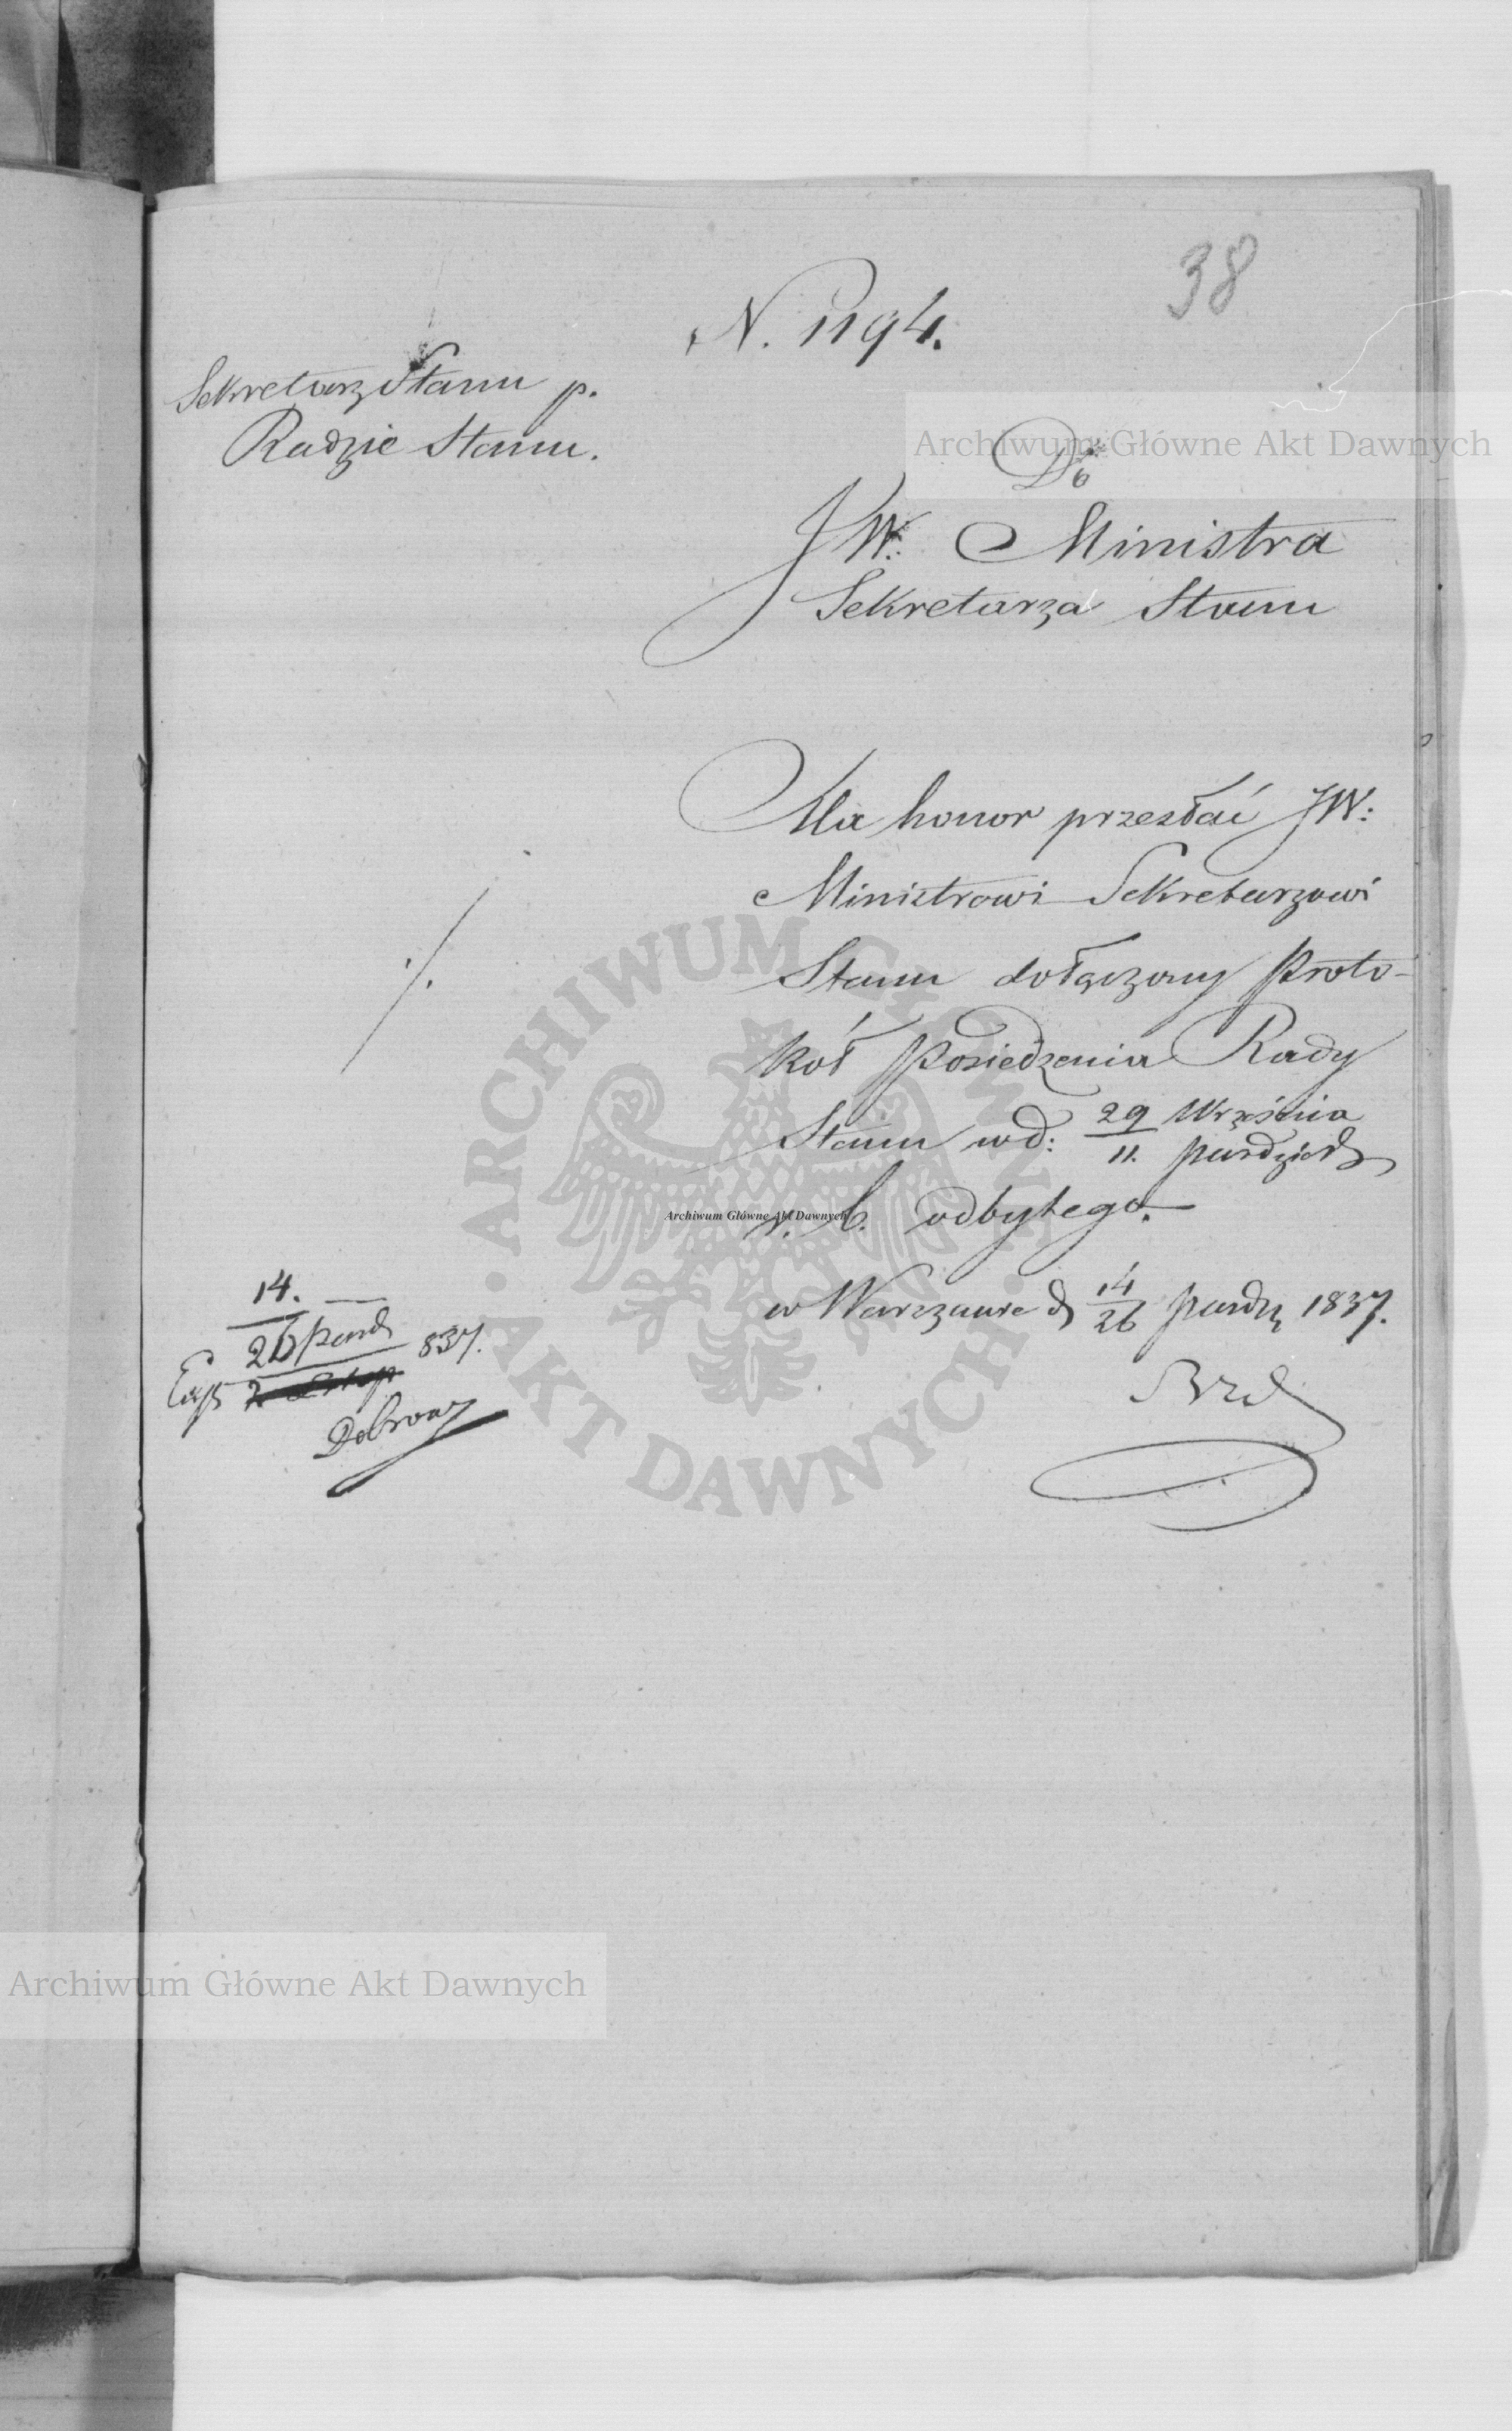 38
N. 1194.
Sekretarz Stanu p.
Radzie Stanu.
Do
JW. Ministra
Sekretarza Stanu
Ma honor przesłać JW:
Ministrowi Sekretarzowi
Stanu dołączony Proto-
kół Posiedzenia Rady
Stanu w d: 29 Września
11. Paździer
r. b. odbytego.
w Warszawie d 14/26 Paźdz 1837.
14.
26 Paźd 837.
Exp
Archiwum Główne Akt Dawnych
Archiwum Główne Akt Dawnych
ARCHIWUM GŁÓWNE · AKT DAWNYCH ·
Archiwum Główne Akt Dawnych